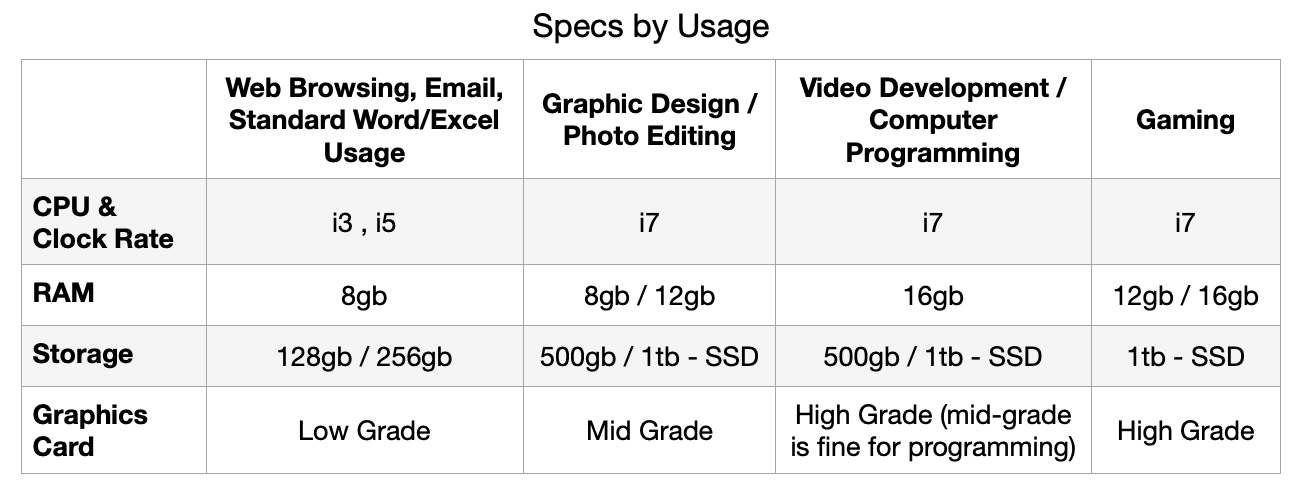 Specs by Usage
Web Browsing, Email,
Standard Word/Excel
Usage
Graphic Design /
Photo Editing
Video Development /
Computer
Programming
Gaming
CPU &
Clock Rate
i3 , i5
i7
i7
i7
RAM
8gb
8gb / 12gb
16gb
12gb / 16gb
Storage
128gb / 256gb
500gb / 1tb - SSD
500gb / 1tb - SSD
1tb - SSD
Graphics
Card
Low Grade
Mid Grade
High Grade (mid-grade
is fine for programming)
High Grade